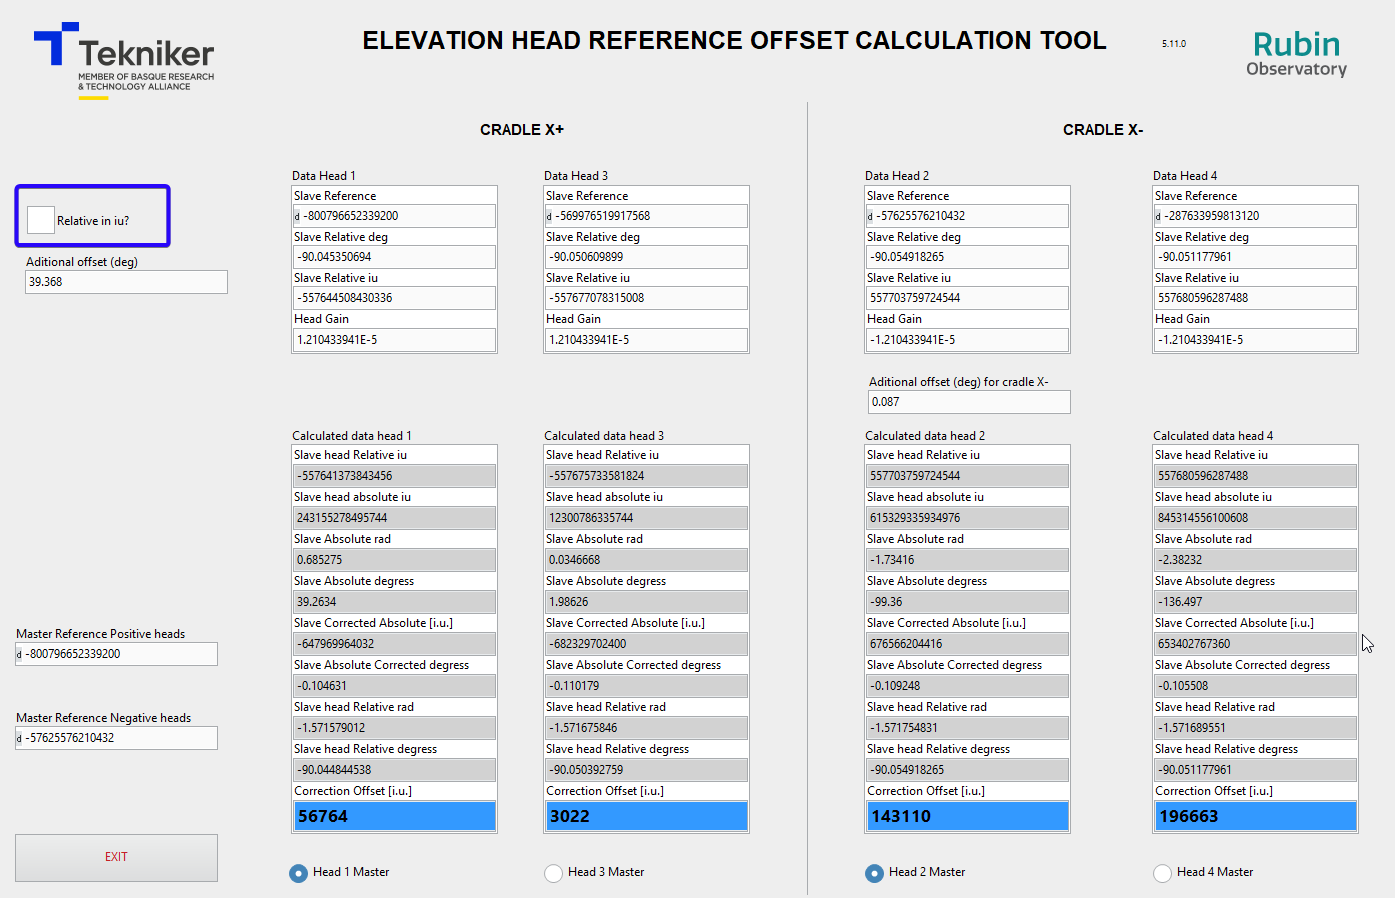 Tekniker
MEMBER OF BASQUE RESEARCH
& TECHNOLOGY ALLIANCE
ELEVATION HEAD REFERENCE OFFSET CALCULATION TOOL
5.11.0
Rubin
Observatory
Relative in iu?
Aditional offset (deg)
39.368
Master Reference Positive heads
d -800796652339200
Master Reference Negative heads
d -57625576210432
EXIT
CRADLE X+
Data Head 1
Slave Reference
d -800796652339200
Slave Relative deg
-90.045350694
Slave Relative iu
-557644508430336
Head Gain
1.210433941E-5
Data Head 3
Slave Reference
d -569976519917568
Slave Relative deg
-90.050609899
Slave Relative iu
-557677078315008
Head Gain
1.210433941E-5
Calculated data head 1
Slave head Relative iu
-557641373843456
Slave head absolute iu
243155278495744
Slave Absolute rad
0.685275
Slave Absolute degress
39.2634
Slave Corrected Absolute [i.u.]
-647969964032
Slave Absolute Corrected degress
-0.104631
Slave head Relative rad
-1.571579012
Slave head Relative degress
-90.044844538
Correction Offset [i.u.]
56764
Head 1 Master
Calculated data head 3
Slave head Relative iu
-557675733581824
Slave head absolute iu
12300786335744
Slave Absolute rad
0.0346668
Slave Absolute degress
1.98626
Slave Corrected Absolute [i.u.]
-682329702400
Slave Absolute Corrected degress
-0.110179
Slave head Relative rad
-1.571675846
Slave head Relative degress
-90.050392759
Correction Offset [i.u.]
3022
Head 3 Master
CRADLE X-
Data Head 2
Slave Reference
d -57625576210432
Slave Relative deg
-90.054918265
Slave Relative iu
557703759724544
Head Gain
-1.210433941E-5
Data Head 4
Slave Reference
d -287633959813120
Slave Relative deg
-90.051177961
Slave Relative iu
557680596287488
Head Gain
-1.210433941E-5
Aditional offset (deg) for cradle X-
0.087
Calculated data head 2
Slave head Relative iu
557703759724544
Slave head absolute iu
615329335934976
Slave Absolute rad
-1.73416
Slave Absolute degress
-99.36
Slave Corrected Absolute [i.u.]
676566204416
Slave Absolute Corrected degress
-0.109248
Slave head Relative rad
-1.571754831
Slave head Relative degress
-90.054918265
Correction Offset [i.u.]
143110
Head 2 Master
Calculated data head 4
Slave head Relative iu
557680596287488
Slave head absolute iu
845314556100608
Slave Absolute rad
-2.38232
Slave Absolute degress
-136.497
Slave Corrected Absolute [i.u.]
653402767360
Slave Absolute Corrected degress
-0.105508
Slave head Relative rad
-1.571689551
Slave head Relative degress
-90.051177961
Correction Offset [i.u.]
196663
Head 4 Master